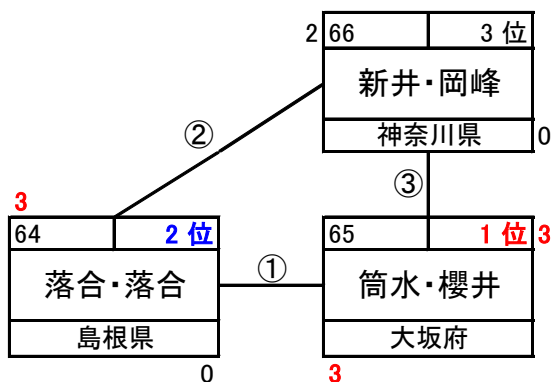 2 66 3 位
新井・岡峰
神奈川県 0
②
③
3
64 2 位
65 1 位 3
落合・落合
①
筒水・櫻井
島根県
大坂府
0
3